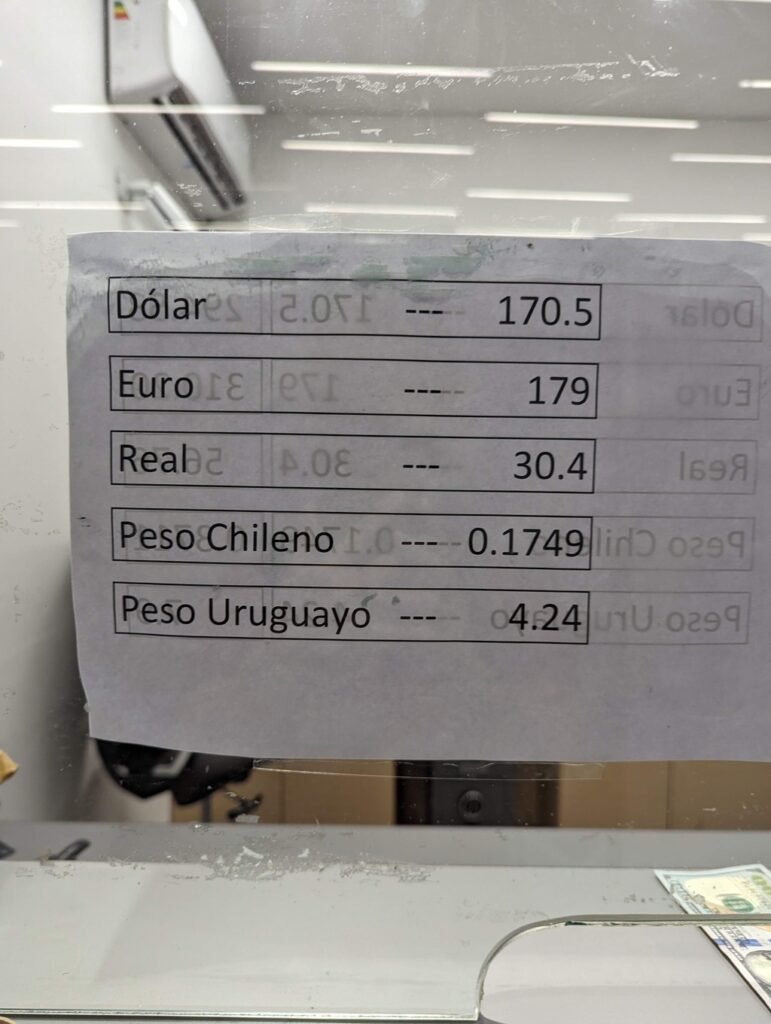 Dólar --- 170.5
Euro --- 179
Real --- 30.4
Peso Chileno --- 0.1749
Peso Uruguayo --- 4.24